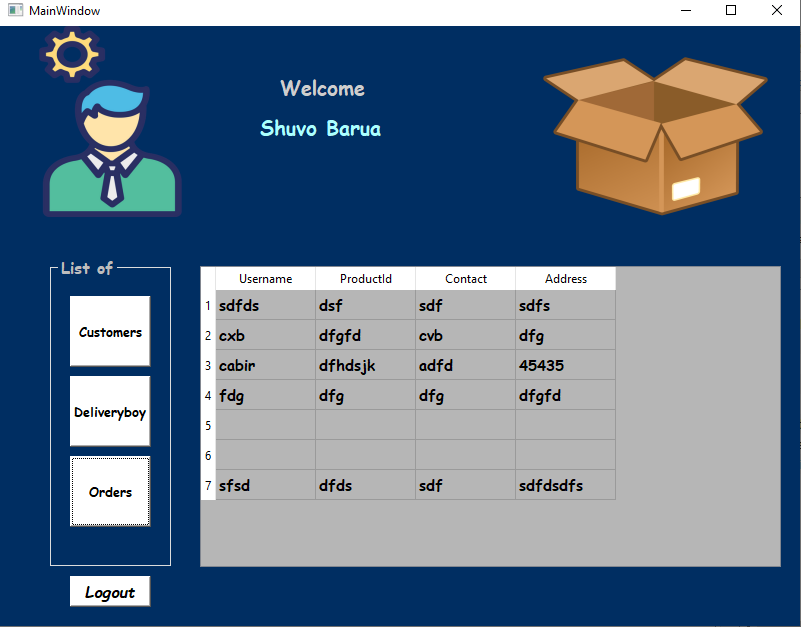 MainWindow
Welcome
Shuvo Barua
List of
Customers
Deliveryboy
Orders
Logout
Username ProductId Contact Address
1 sdfds dsf sdf sdfs
2 cxb dfgfd cvb dfg
3 cabir dfhdsjk adfd 45435
4 fdg dfg dfg dfgfd
5
6
7 sfsd dfds sdf sdfdsdfs